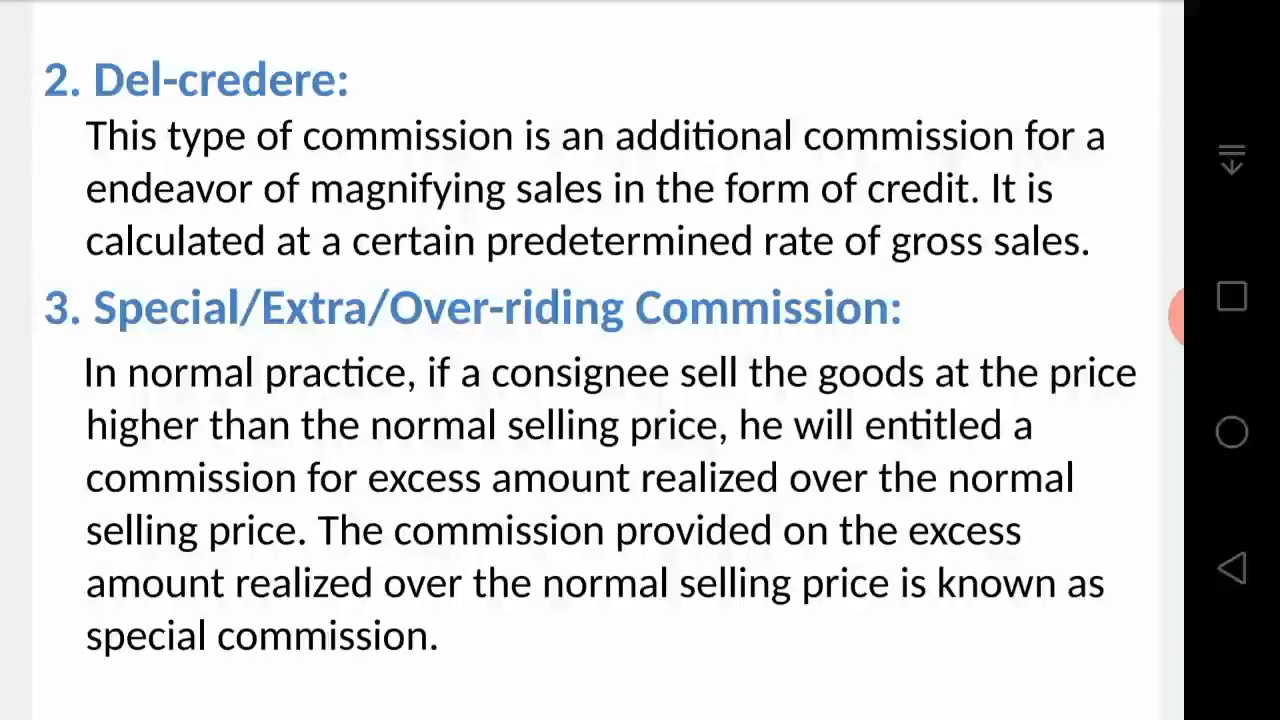 2. Del-credere:
This type of commission is an additional commission for a
endeavor of magnifying sales in the form of credit. It is
calculated at a certain predetermined rate of gross sales.
3. Special/Extra/Over-riding Commission:
In normal practice, if a consignee sell the goods at the price
higher than the normal selling price, he will entitled a
commission for excess amount realized over the normal
selling price. The commission provided on the excess
amount realized over the normal selling price is known as
special commission.